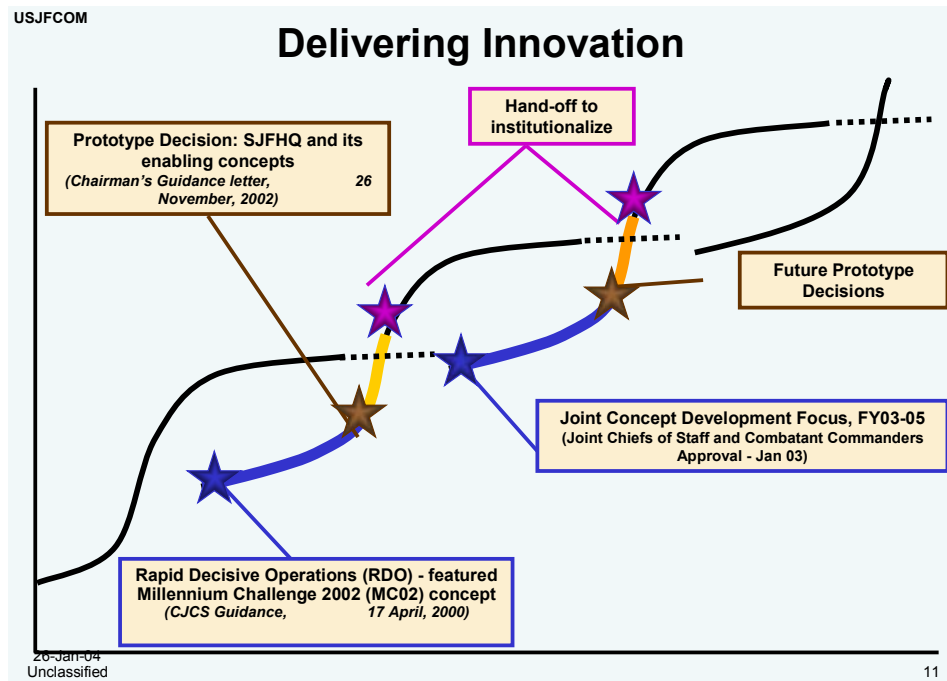 USJFCOM
Delivering Innovation
Hand-off to
institutionalize
Prototype Decision: SJFHQ and its
enabling concepts
(Chairman's Guidance letter, 26
November, 2002)
Future Prototype
Decisions
Joint Concept Development Focus, FY03-05
(Joint Chiefs of Staff and Combatant Commanders
Approval - Jan 03)
Rapid Decisive Operations (RDO) - featured
Millennium Challenge 2002 (MC02) concept
(CJCS Guidance, 17 April, 2000)
26-Jan-04
Unclassified
11